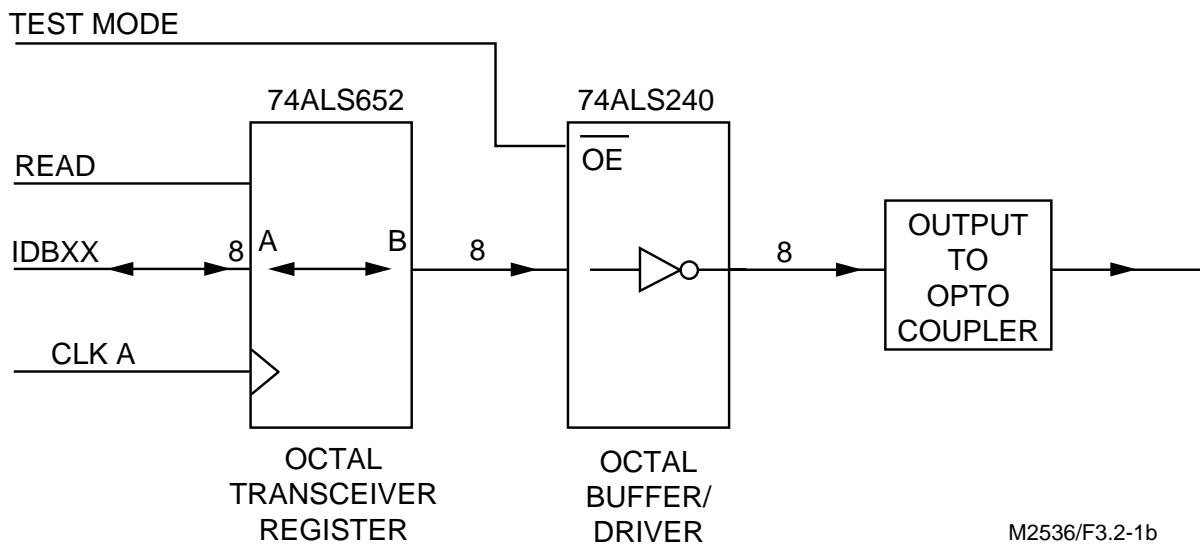 TEST MODE
74ALS652
74ALS240
OE
READ
IDBXX
8
A
B
8
8
CLK A
OUTPUT
TO
OPTO
COUPLER
OCTAL
TRANSCEIVER
REGISTER
OCTAL
BUFFER/
DRIVER
M2536/F3.2-1b